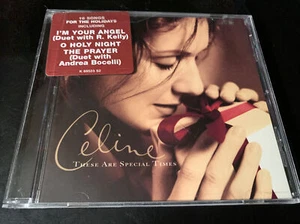 16 SONGS
FOR THE HOLIDAYS
INCLUDING
I'M YOUR ANGEL
(Duet with R. Kelly)
O HOLY NIGHT
THE PRAYER
(Duet with
Andrea Bocelli)
Céline
THESE ARE SPECIAL TIMES